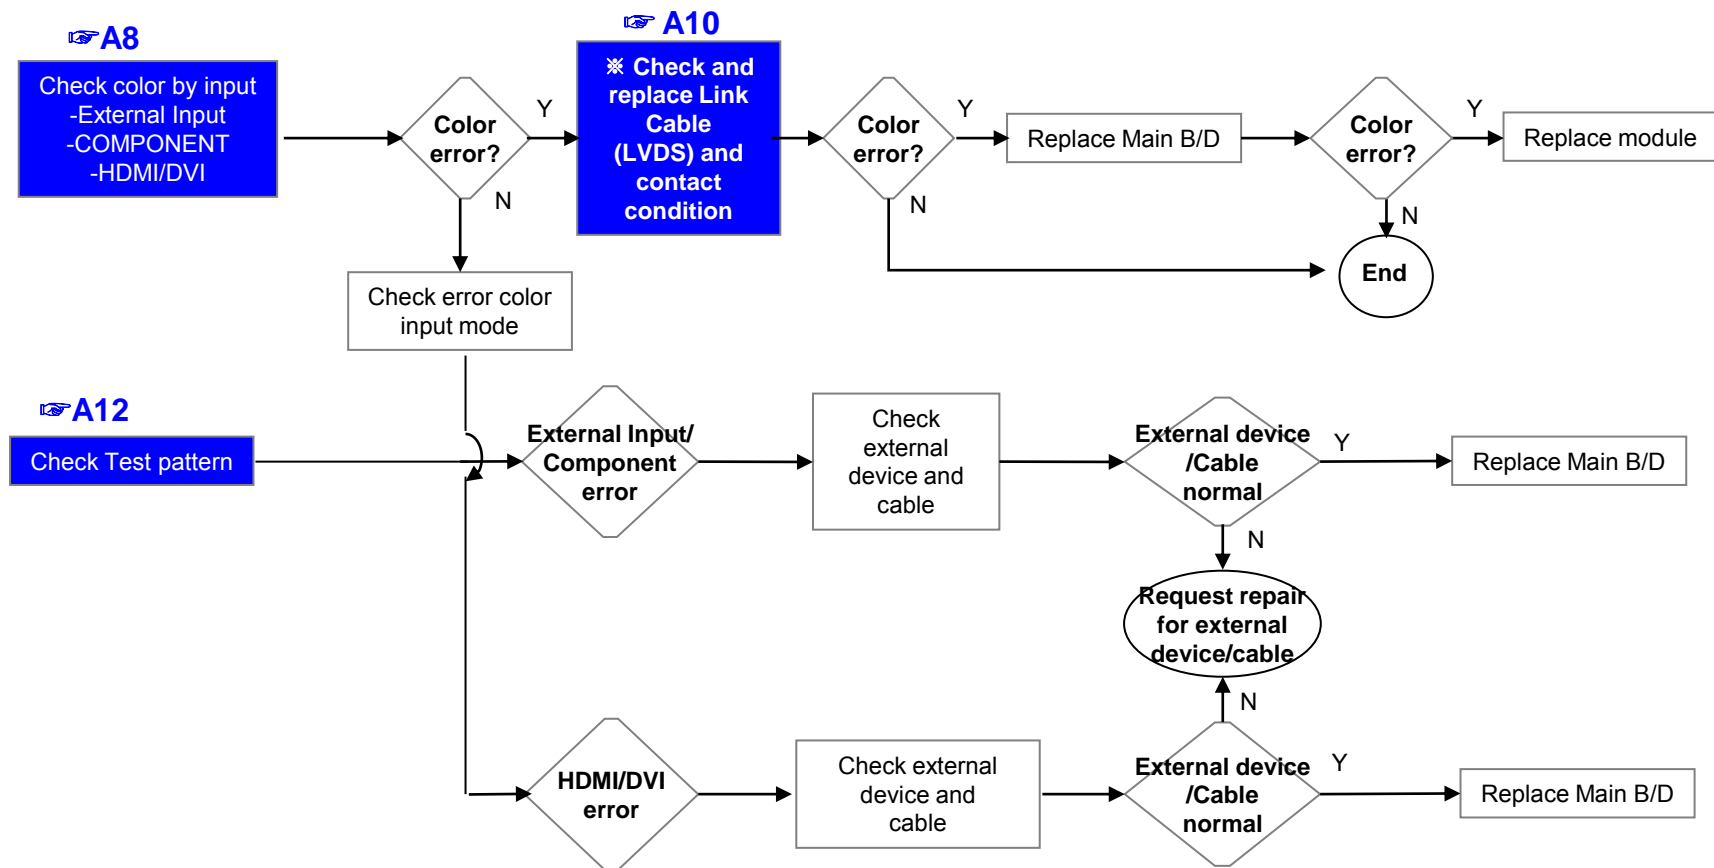 ☞A8
Check color by input
-External Input
-COMPONENT
-HDMI/DVI
Color
error?
Y
N
☞ A10
※ Check and
replace Link
Cable
(LVDS) and
contact
condition
Color
error?
Y
N
Replace Main B/D
Color
error?
Y
N
Replace module
End
Check error color
input mode
☞A12
Check Test pattern
External Input/
Component
error
Check
external
device and
cable
External device
/Cable
normal
Y
N
Replace Main B/D
Request repair
for external
device/cable
N
HDMI/DVI
error
Check external
device and
cable
External device
/Cable
normal
Y
Replace Main B/D